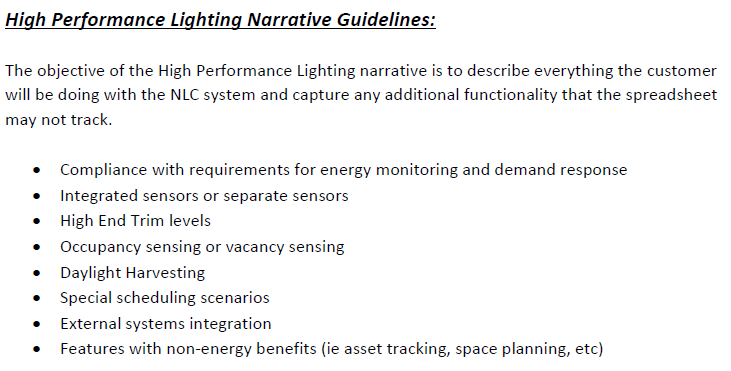 High Performance Lighting Narrative Guidelines:
The objective of the High Performance Lighting narrative is to describe everything the customer
will be doing with the NLC system and capture any additional functionality that the spreadsheet
may not track.
• Compliance with requirements for energy monitoring and demand response
• Integrated sensors or separate sensors
• High End Trim levels
• Occupancy sensing or vacancy sensing
• Daylight Harvesting
• Special scheduling scenarios
• External systems integration
• Features with non-energy benefits (ie asset tracking, space planning, etc)